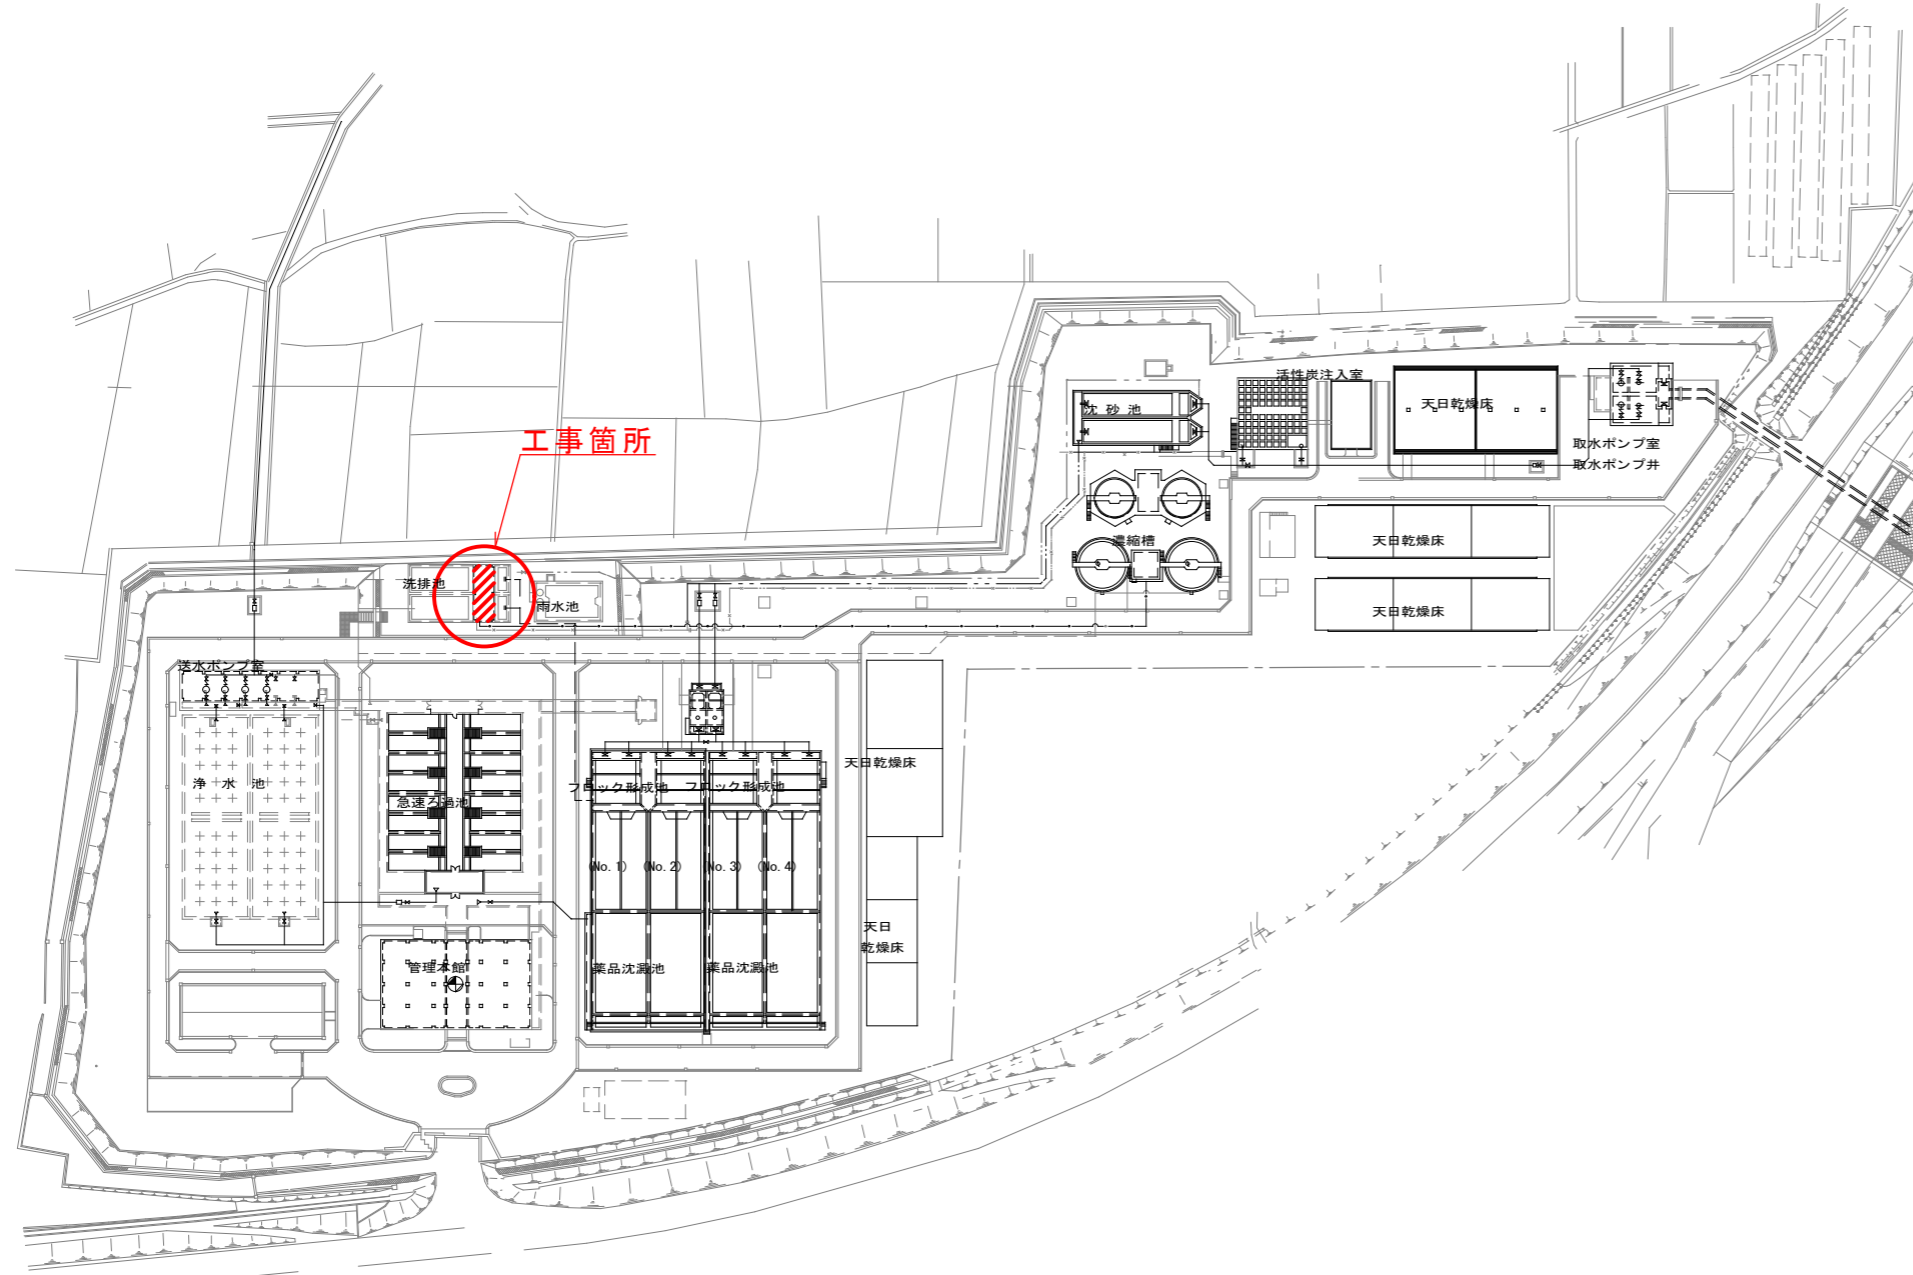 活性炭注入室
沈砂池
天日乾燥床
工事箇所
取水ポンプ室
取水ポンプ井
濃縮槽
天日乾燥床
洗排池
雨水池
天日乾燥床
送水ポンプ室
天日乾燥床
浄水池
フロック形成池
フロック形成池
急速ろ過池
(No.1)
(No.2)
(No.3)
(No.4)
天日
乾燥床
管理本館
薬品沈澱池
薬品沈澱池